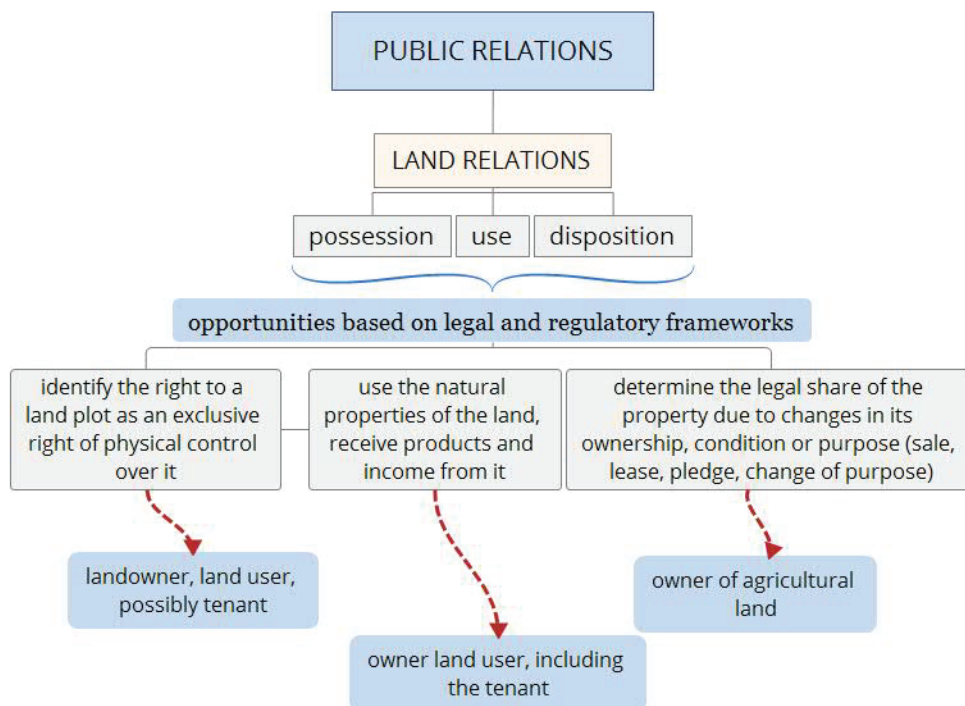 PUBLIC RELATIONS
LAND RELATIONS
possession
use
disposition
opportunities based on legal and regulatory frameworks
identify the right to a
land plot as an exclusive
right of physical control
over it
use the natural
properties of the land,
receive products and
income from it
determine the legal share of the
property due to changes in its
ownership, condition or purpose (sale,
lease, pledge, change of purpose)
landowner, land user,
possibly tenant
owner land user, including
the tenant
owner of agricultural
land